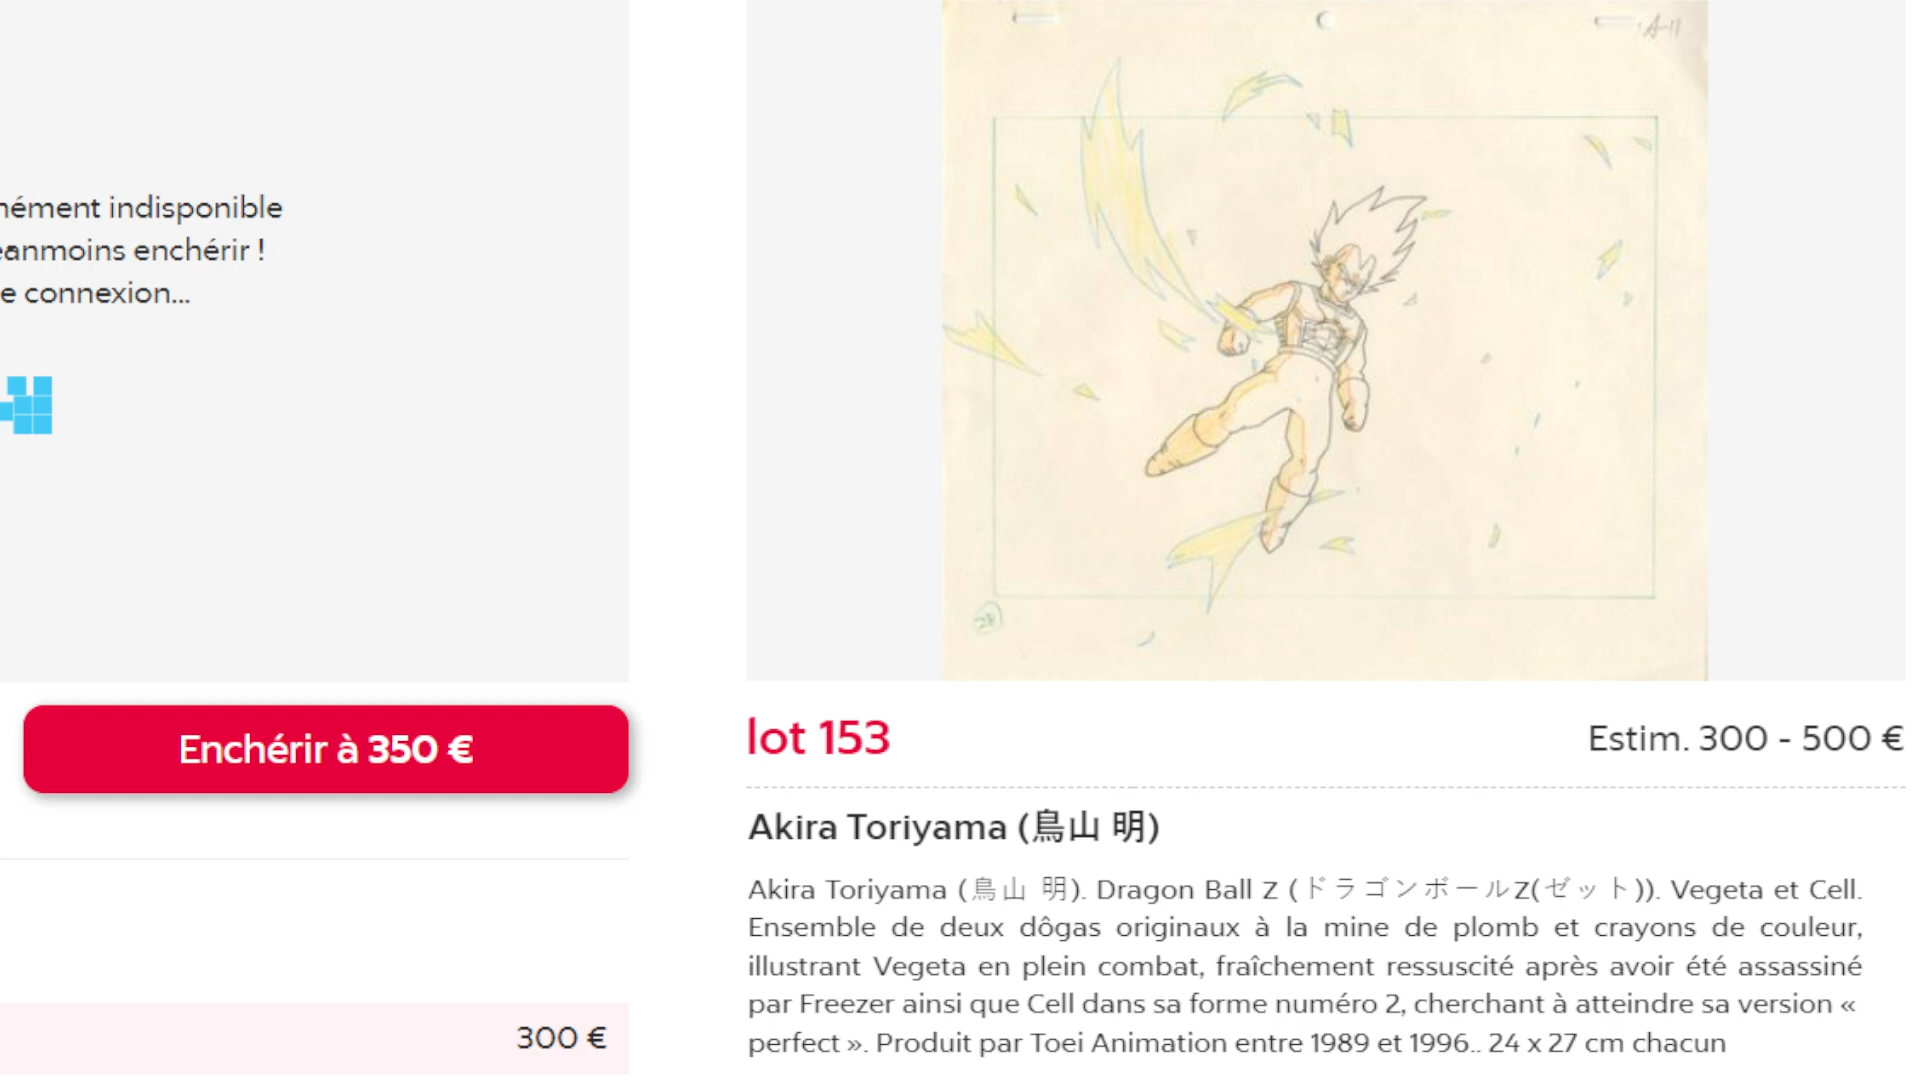 nément indisponible
eanmoins enchérir !
e connexion...
Enchérir à 350 €
300 €
A-11
28
lot 153
Estim. 300 - 500 €
Akira Toriyama (鳥山 明)
Akira Toriyama (鳥山 明). Dragon Ball Z (ドラゴンボールZ(ゼット)). Vegeta et Cell.
Ensemble de deux dôgas originaux à la mine de plomb et crayons de couleur,
illustrant Vegeta en plein combat, fraîchement ressuscité après avoir été assassiné
par Freezer ainsi que Cell dans sa forme numéro 2, cherchant à atteindre sa version «
perfect ». Produit par Toei Animation entre 1989 et 1996.. 24 x 27 cm chacun